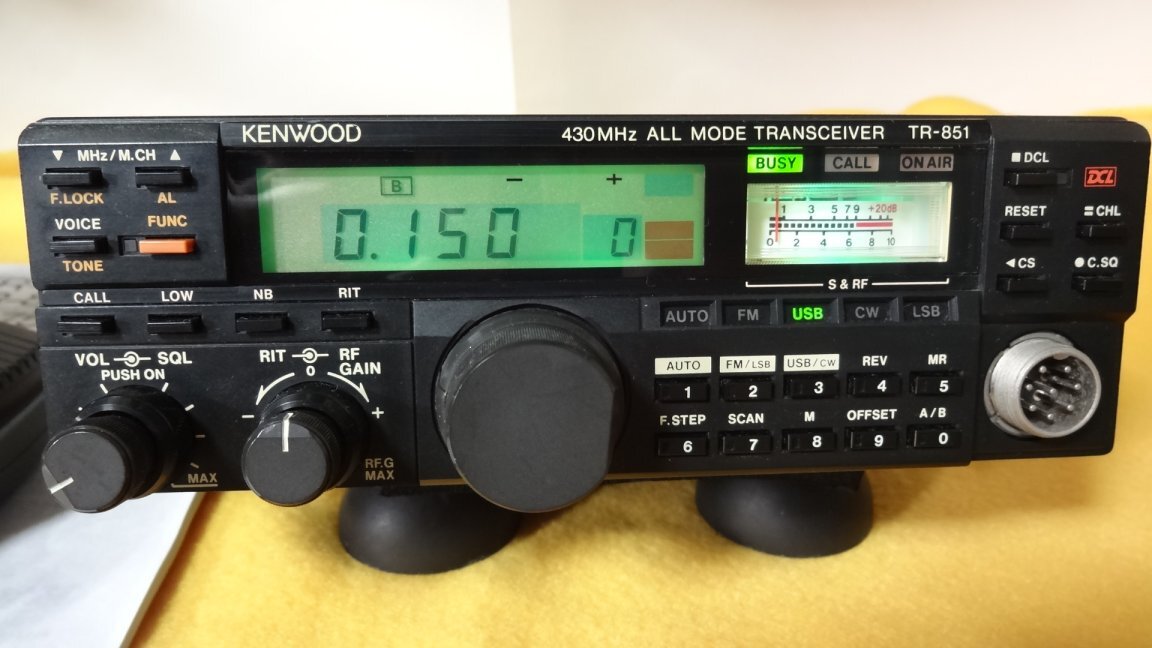 KENWOOD 430MHz ALL MODE TRANSCEIVER TR-851
▼ MHz/M.CH ▲
F.LOCK AL
VOICE FUNC
TONE
B
− +
0.150 0
BUSY CALL ON AIR
1 3 5 7 9 +20dB
0 2 4 6 8 10
S & RF
■ DCL DCL
RESET = CHL
◄ CS ● C.SQ
CALL LOW NB RIT
AUTO FM USB CW LSB
VOL SQL
PUSH ON
MAX
RIT RF
0 GAIN
− +
RF.G
MAX
AUTO FM/LSB USB/CW REV MR
1 2 3 4 5
F.STEP SCAN M OFFSET A/B
6 7 8 9 0